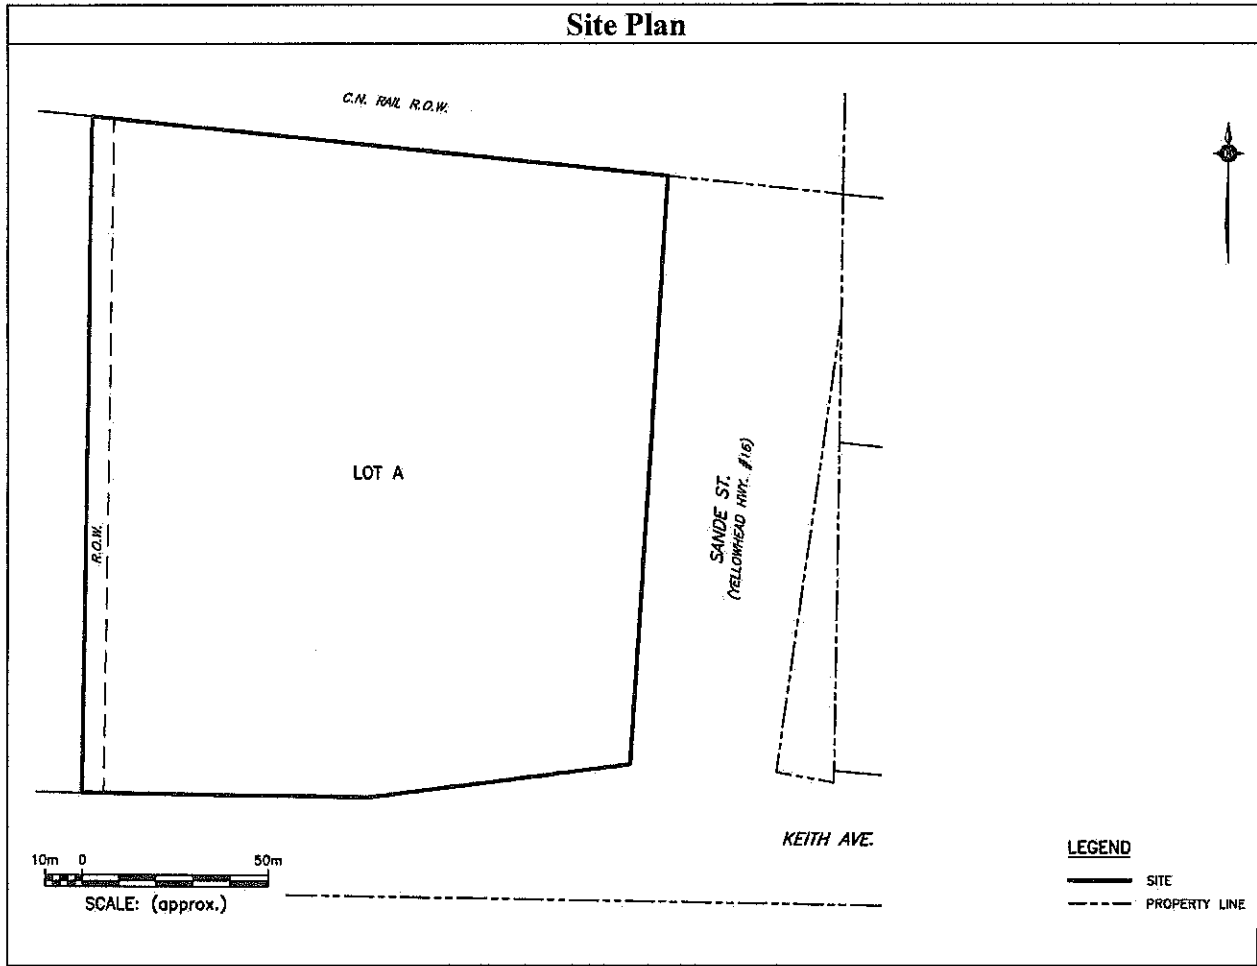 Site Plan
C.N. RAIL R.O.W.
LOT A
R.O.W.
SANDE ST.
(YELLOWHEAD HWY. #16)
KEITH AVE.
10m 0 50m
SCALE: (approx.)
LEGEND
SITE
PROPERTY LINE